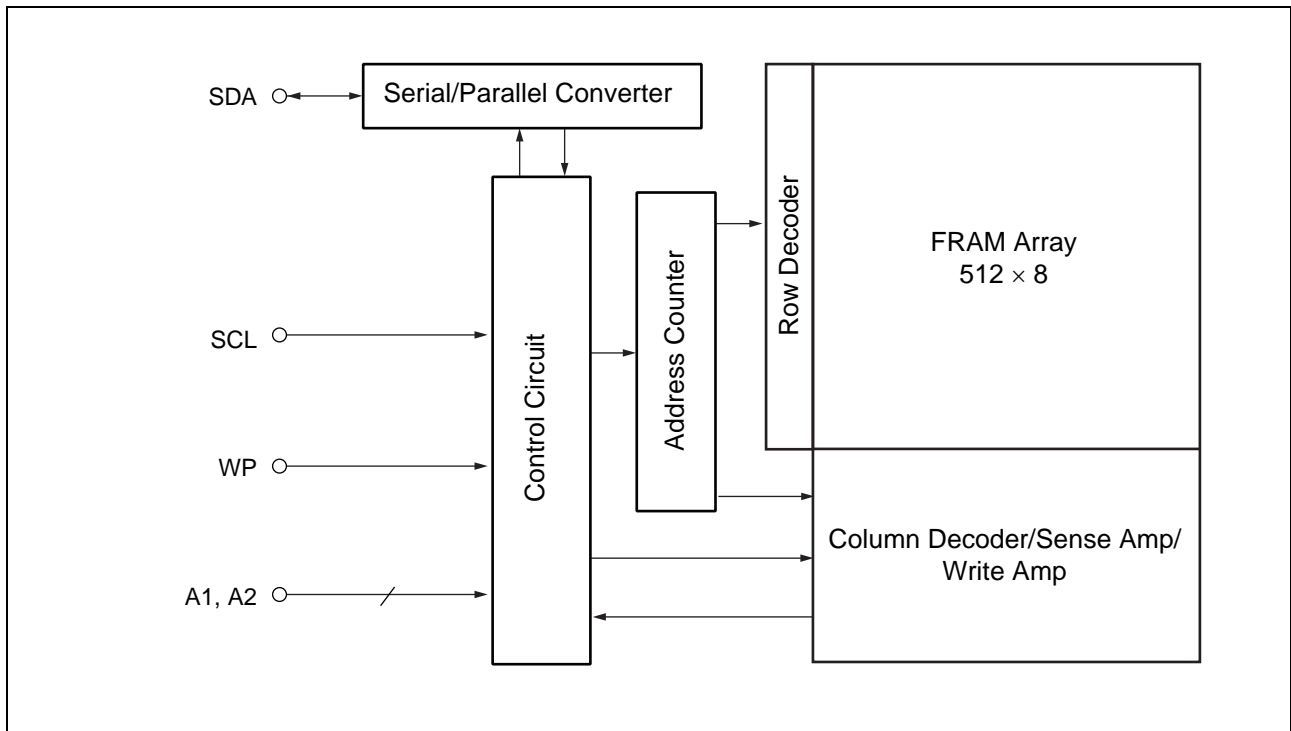 SDA
Serial/Parallel Converter
SCL
WP
A1, A2
Control Circuit
Address Counter
Row Decoder
FRAM Array
512 × 8
Column Decoder/Sense Amp/
Write Amp